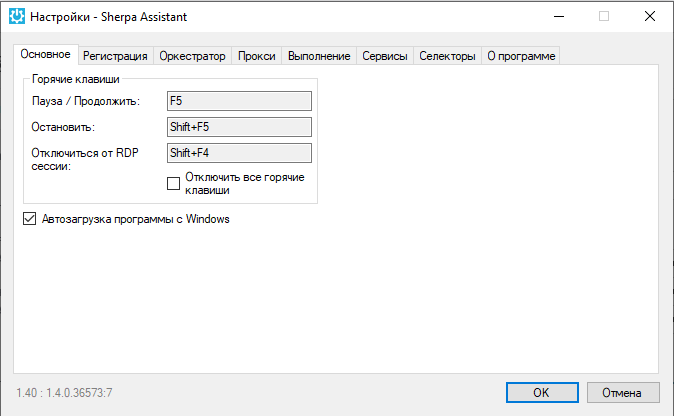 Настройки - Sherpa Assistant
Основное Регистрация Оркестратор Прокси Выполнение Сервисы Селекторы О программе
Горячие клавиши
Пауза / Продолжить: F5
Остановить: Shift+F5
Отключиться от RDP Shift+F4
сессии:
Отключить все горячие
клавиши
Автозагрузка программы с Windows
1.40 : 1.4.0.36573:7 OK Отмена